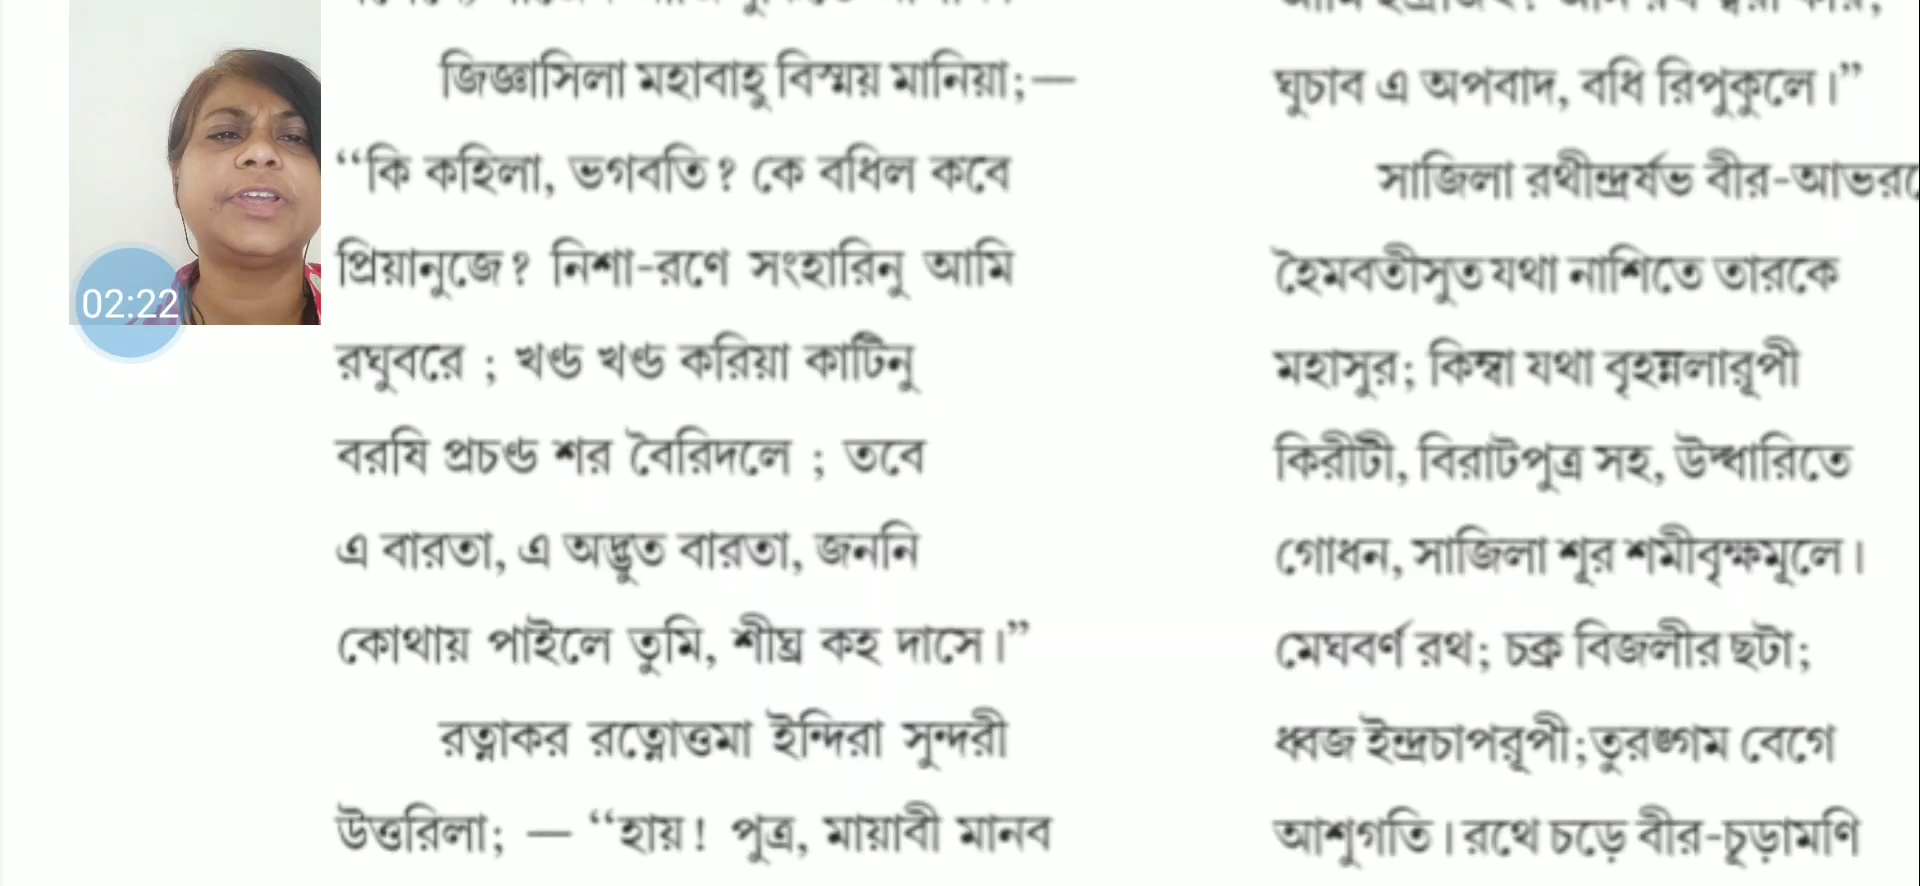 জিজ্ঞাসিলা মহাবাহু বিস্ময় মানিয়া;—
“কি কহিলা, ভগবতি? কে বধিল কবে
প্রিয়ানুজে? নিশা-রণে সংহারিনু আমি
রঘুবরে ; খণ্ড খণ্ড করিয়া কাটিনু
বরষি প্রচণ্ড শর বৈরিদলে ; তবে
এ বারতা, এ অদ্ভুত বারতা, জননি
কোথায় পাইলে তুমি, শীঘ্র কহ দাসে।”
রত্নাকর রত্নোত্তমা ইন্দিরা সুন্দরী
উত্তরিলা; — “হায়! পুত্র, মায়াবী মানব
ঘুচাব এ অপবাদ, বধি রিপুকুলে।”
সাজিলা রথীন্দ্রর্ষভ বীর-
হৈমবতীসুত যথা নাশিতে তারকে
মহাসুর; কিম্বা যথা বৃহন্নলারূপী
কিরীটী, বিরাটপুত্র সহ, উদ্ধারিতে
গোধন, সাজিলা শূর শমীবৃক্ষমূলে।
মেঘবর্ণ রথ; চক্র বিজলীর ছটা;
ধ্বজ ইন্দ্রচাপরূপী;তুরঙ্গম বেগে
আশুগতি। রথে চড়ে বীর-চূড়ামণি
02:22